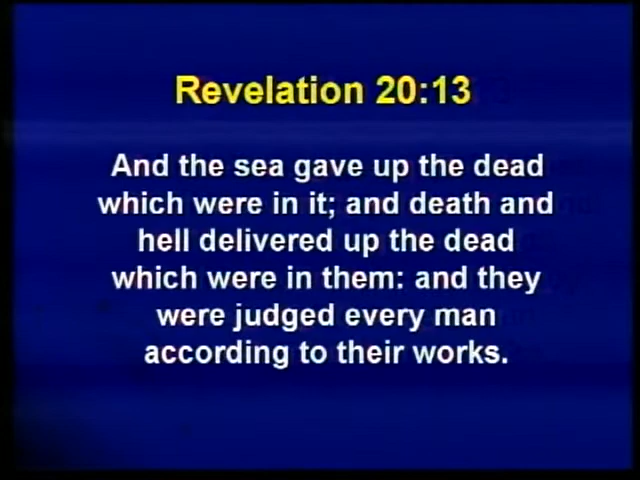 Revelation 20:13
And the sea gave up the dead
which were in it; and death and
hell delivered up the dead
which were in them: and they
were judged every man
according to their works.